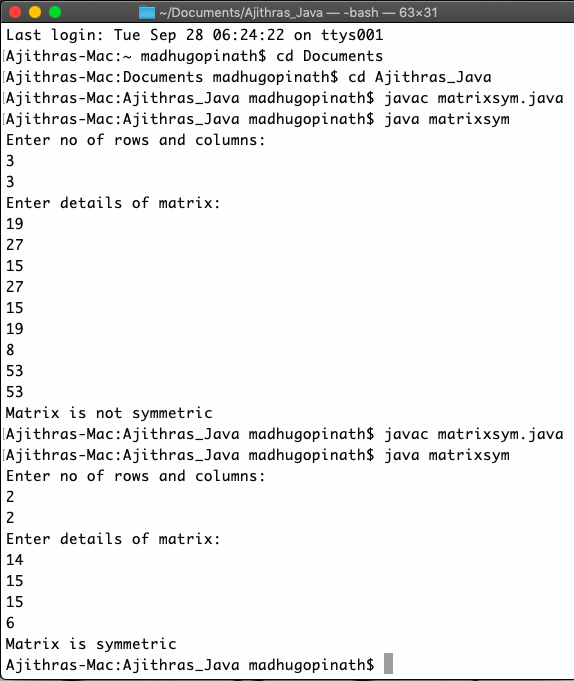 ~/Documents/Ajithras_Java — -bash — 63×31
Last login: Tue Sep 28 06:24:22 on ttys001
[Ajithras-Mac:~ madhugopinath$ cd Documents
[Ajithras-Mac:Documents madhugopinath$ cd Ajithras_Java
[Ajithras-Mac:Ajithras_Java madhugopinath$ javac matrixsym.java
[Ajithras-Mac:Ajithras_Java madhugopinath$ java matrixsym
Enter no of rows and columns:
3
3
Enter details of matrix:
19
27
15
27
15
19
8
53
53
Matrix is not symmetric
[Ajithras-Mac:Ajithras_Java madhugopinath$ javac matrixsym.java
[Ajithras-Mac:Ajithras_Java madhugopinath$ java matrixsym
Enter no of rows and columns:
2
2
Enter details of matrix:
14
15
15
6
Matrix is symmetric
Ajithras-Mac:Ajithras_Java madhugopinath$